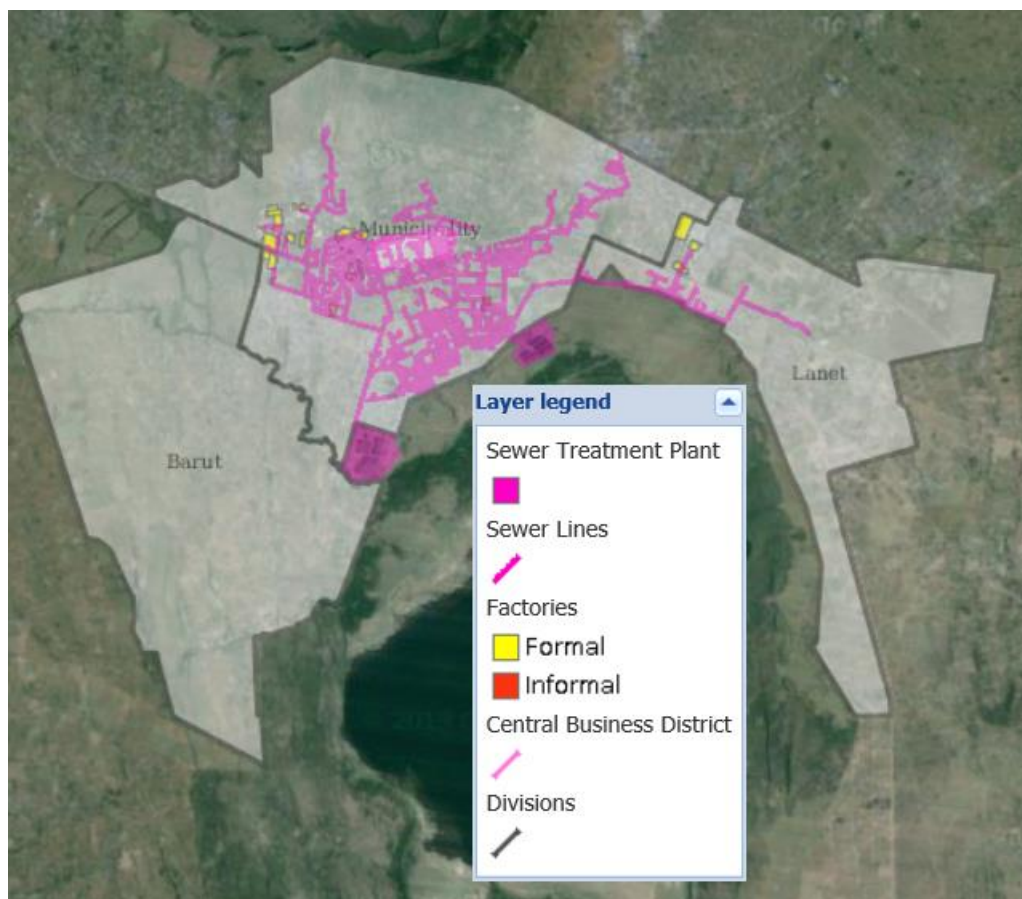 Municipality
Lanet
Barut
Layer legend
Sewer Treatment Plant
Sewer Lines
Factories
Formal
Informal
Central Business District
Divisions